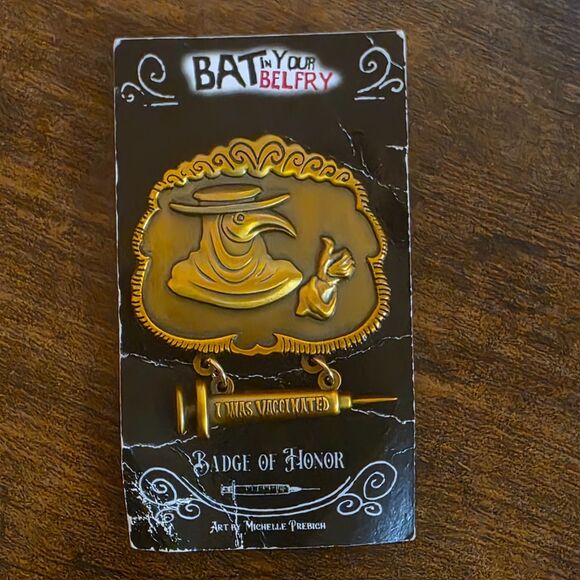 BAT in YOUR
BELFRY
I WAS VACCINATED
BADGE OF HONOR
ART BY MICHELLE PREBICH